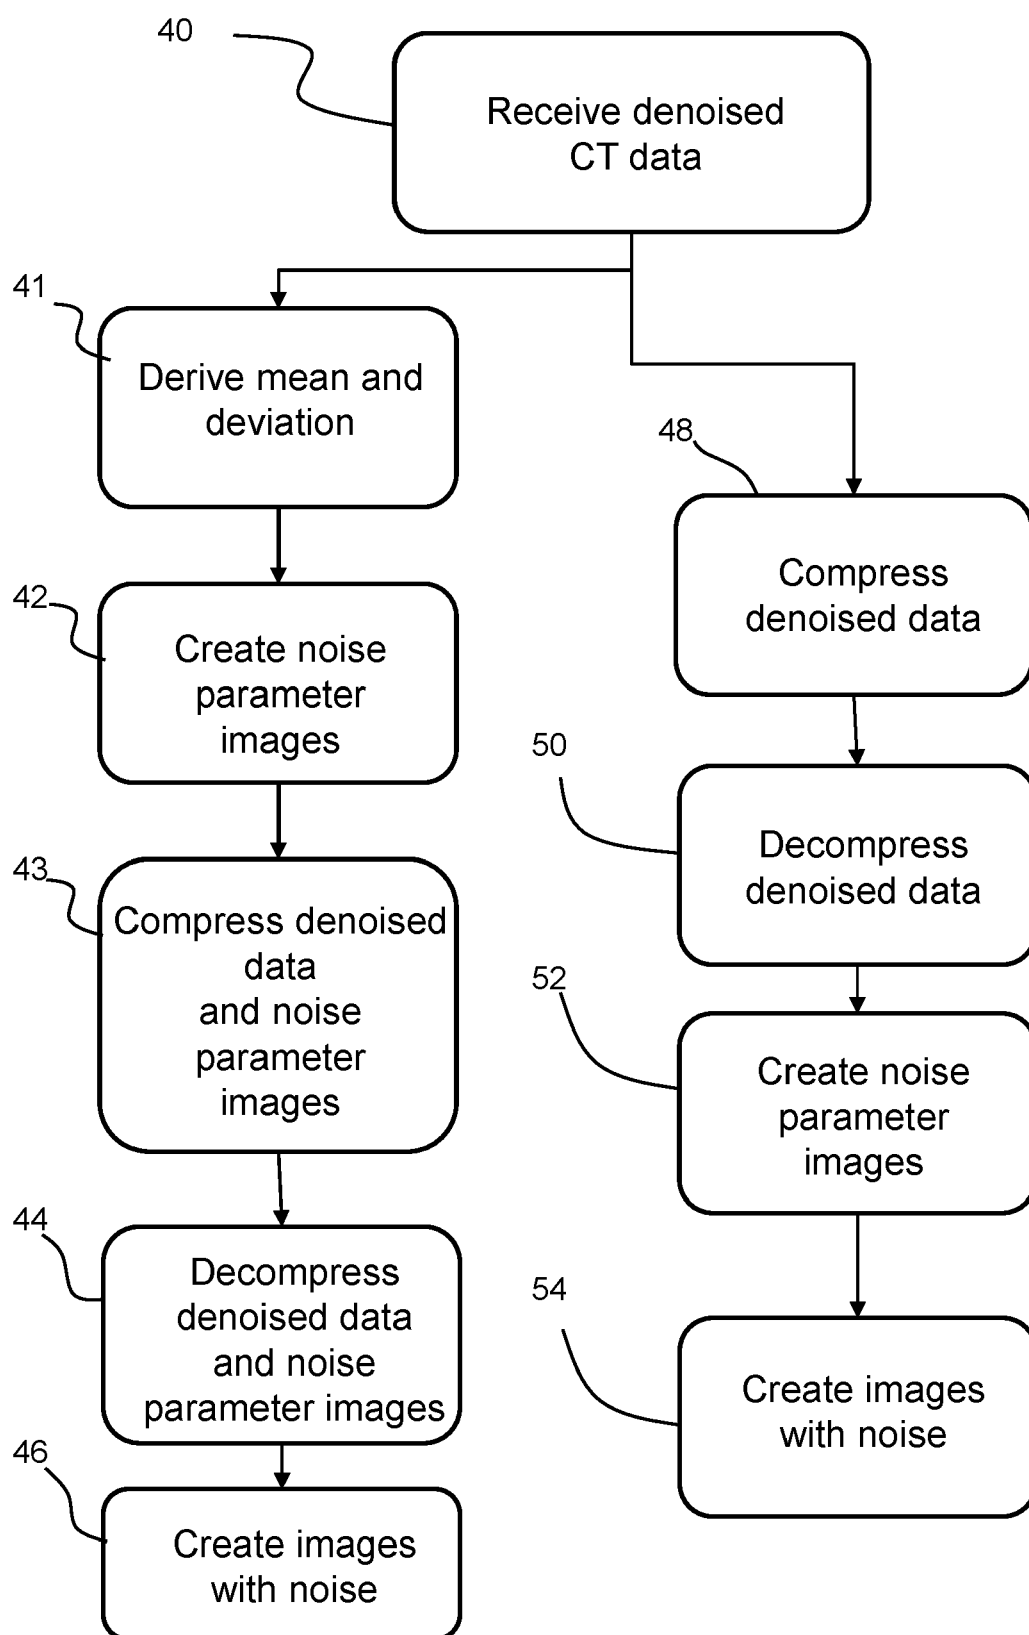 40
Receive denoised
CT data
41
Derive mean and
deviation
42
Create noise
parameter
images
43
Compress denoised
data
and noise
parameter
images
44
Decompress
denoised data
and noise
parameter images
46
Create images
with noise
48
Compress
denoised data
50
Decompress
denoised data
52
Create noise
parameter
images
54
Create images
with noise